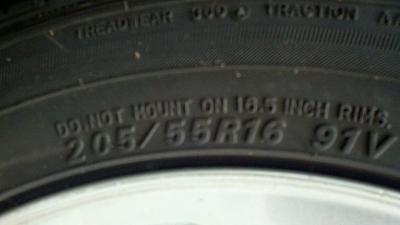 TREADWEAR 300 TRACTION A
DO NOT MOUNT ON 16.5 INCH RIMS.
205/55R16 91V